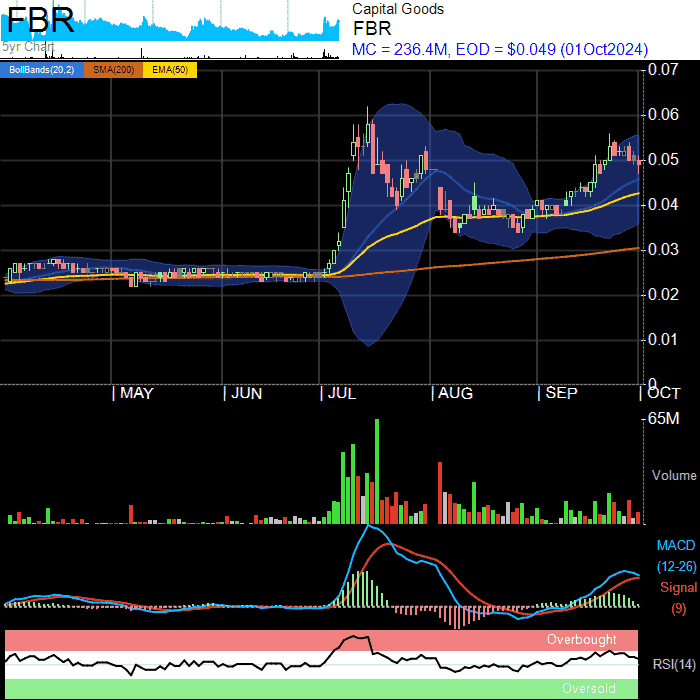 FBR
5yr Chart
Capital Goods
FBR
MC = 236.4M, EOD = $0.049 (01Oct2024)
BollBands(20,2) SMA(200) EMA(50)
0.07
0.06
0.05
0.04
0.03
0.02
0.01
0
MAY JUN JUL AUG SEP OCT
65M
Volume
MACD
(12-26)
Signal
(9)
Overbought
RSI(14)
Oversold